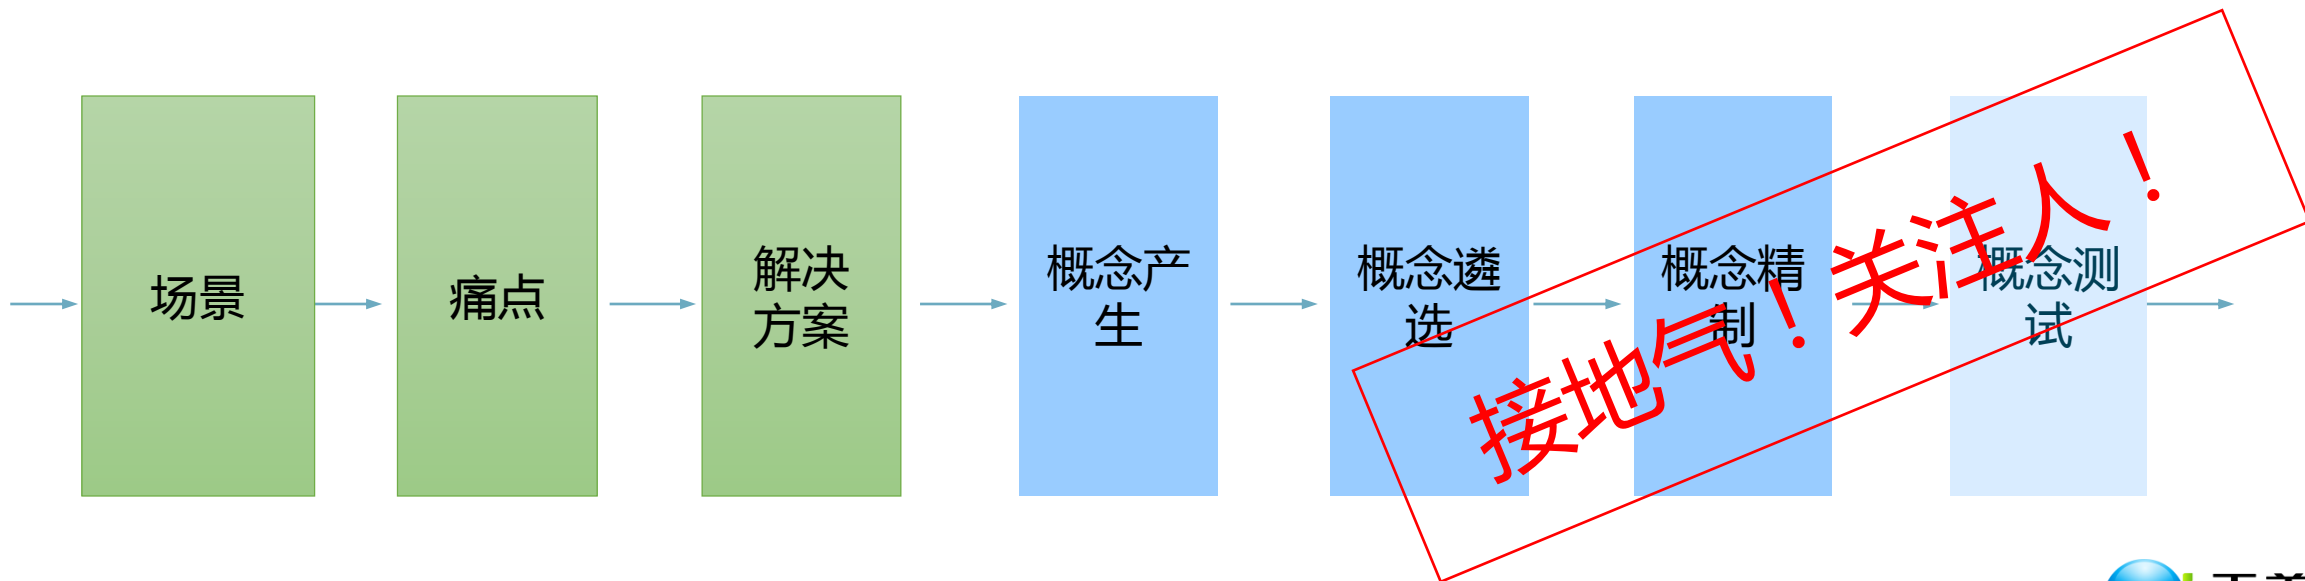 场景
痛点
解决
方案
概念产
生
概念遴
选
概念精
制
概念测
试
接地气！关注人！